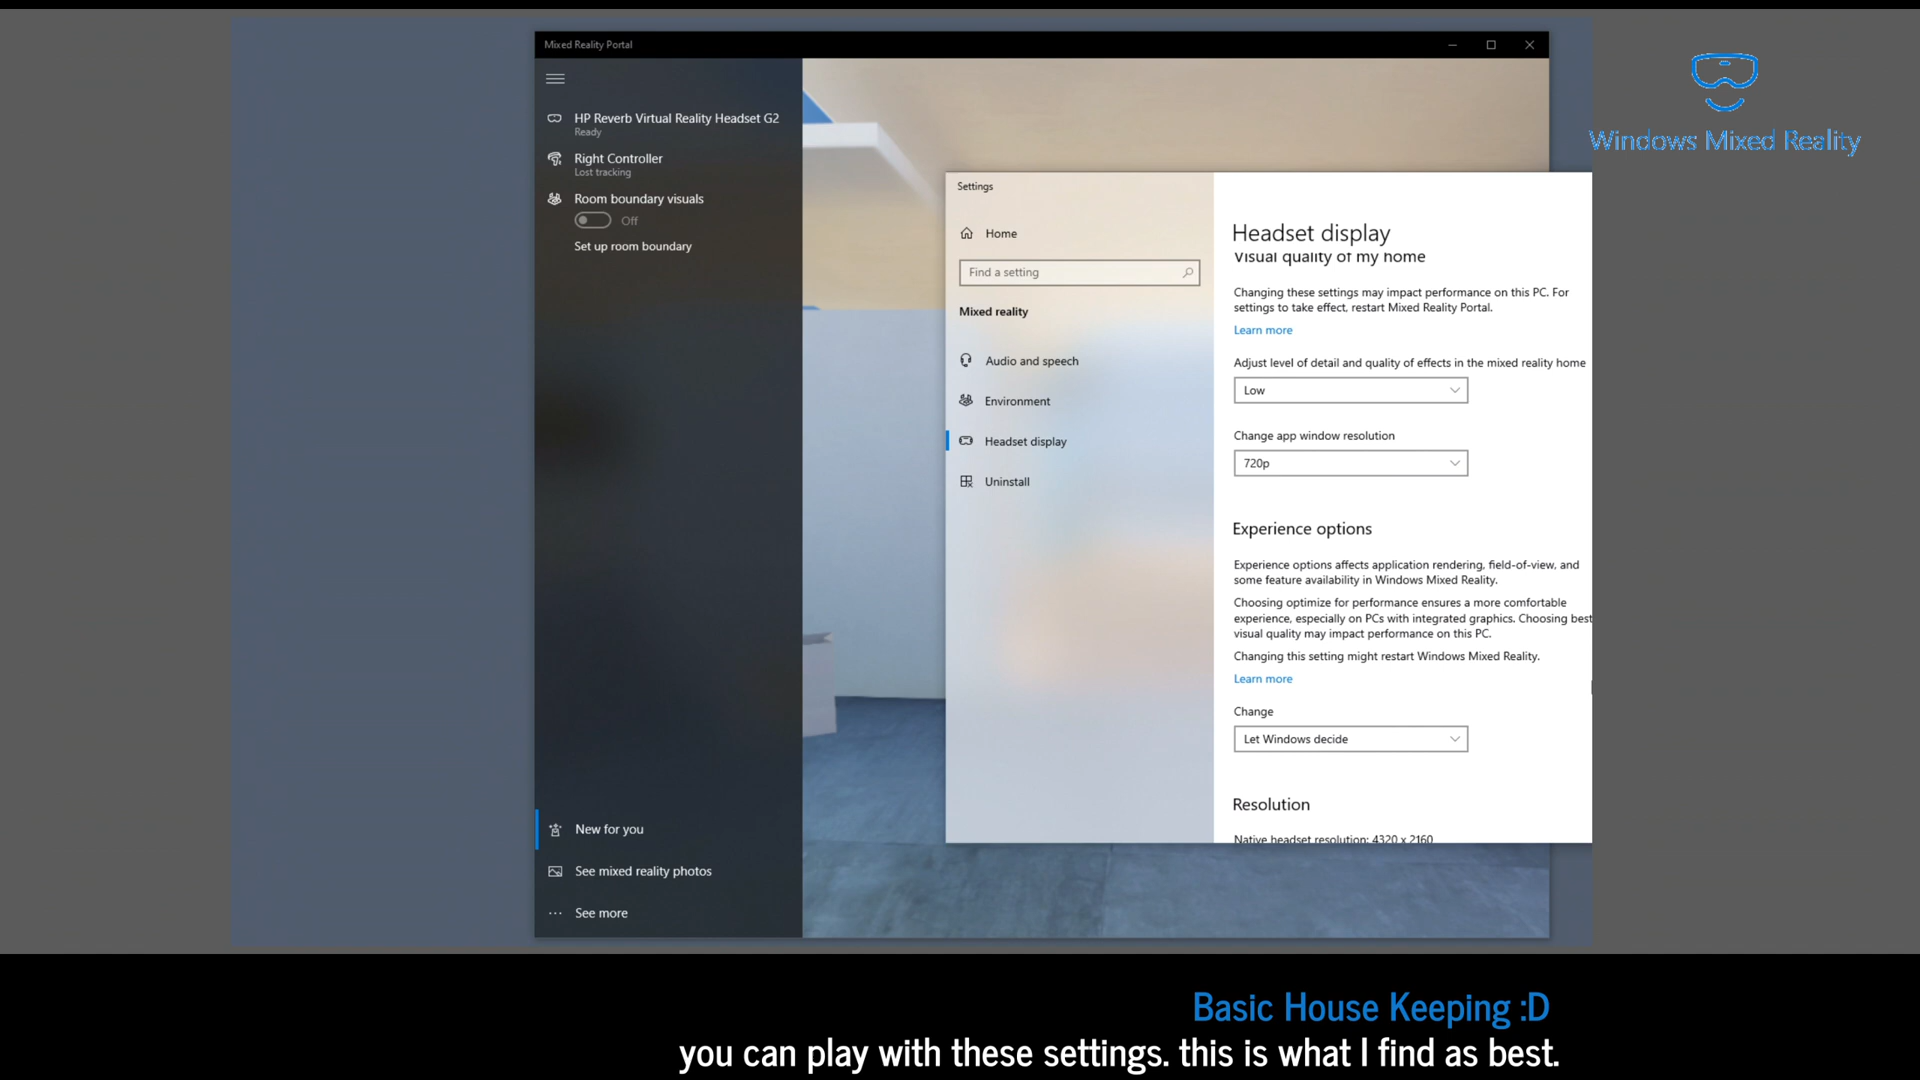 Mixed Reality Portal
HP Reverb Virtual Reality Headset G2
Ready
Right Controller
Lost tracking
Room boundary visuals
Off
Set up room boundary
New for you
See mixed reality photos
See more
Settings
Home
Find a setting
Mixed reality
Audio and speech
Environment
Headset display
Uninstall
Headset display
Visual quality of my home
Changing these settings may impact performance on this PC. For
settings to take effect, restart Mixed Reality Portal.
Learn more
Adjust level of detail and quality of effects in the mixed reality home
Low
Change app window resolution
720p
Experience options
Experience options affects application rendering, field-of-view, and
some feature availability in Windows Mixed Reality.
Choosing optimize for performance ensures a more comfortable
experience, especially on PCs with integrated graphics. Choosing best
visual quality may impact performance on this PC.
Changing this setting might restart Windows Mixed Reality.
Learn more
Change
Let Windows decide
Resolution
Native headset resolution: 4320 x 2160
Windows Mixed Reality
Basic House Keeping :D
you can play with these settings. this is what I find as best.